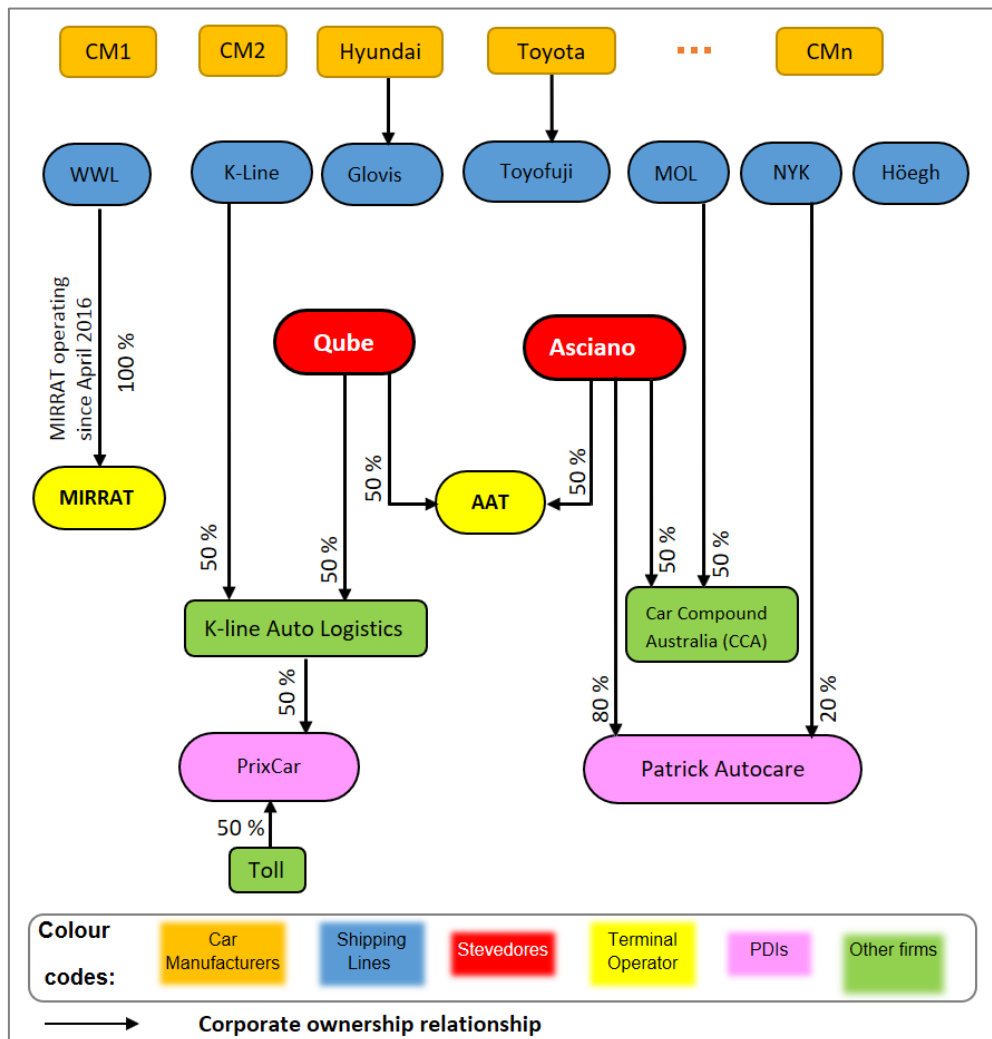 CM1
CM2
Hyundai
Toyota
...
CMn
WWL
K-Line
Glovis
Toyofuji
MOL
NYK
Höegh
MIRRAT operating
since April 2016
100 %
Qube
Asciano
MIRRAT
50 %
50 %
50 %
AAT
50 %
50 %
50 %
K-line Auto Logistics
Car Compound
Australia (CCA)
50 %
80 %
20 %
PrixCar
Patrick Autocare
50 %
Toll
Colour
codes:
Car
Manufacturers
Shipping
Lines
Stevedores
Terminal
Operator
PDIs
Other firms
Corporate ownership relationship